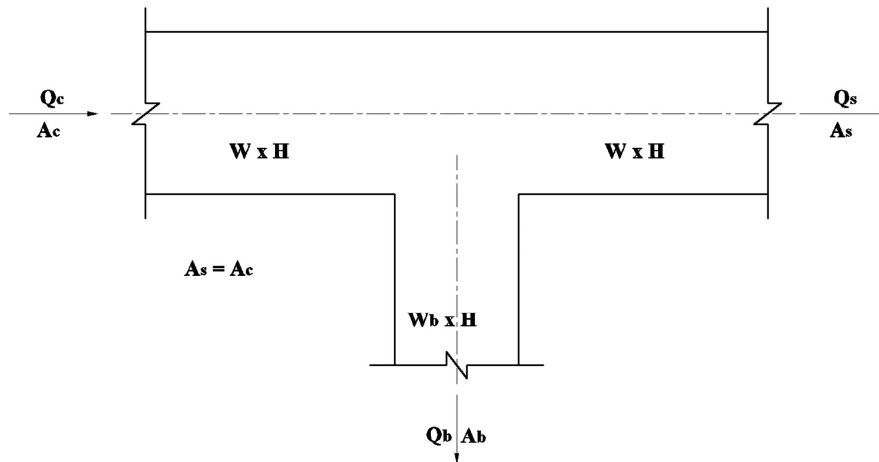 Qc
Ac
Qs
As
W x H
W x H
As = Ac
Wb x H
Qb Ab